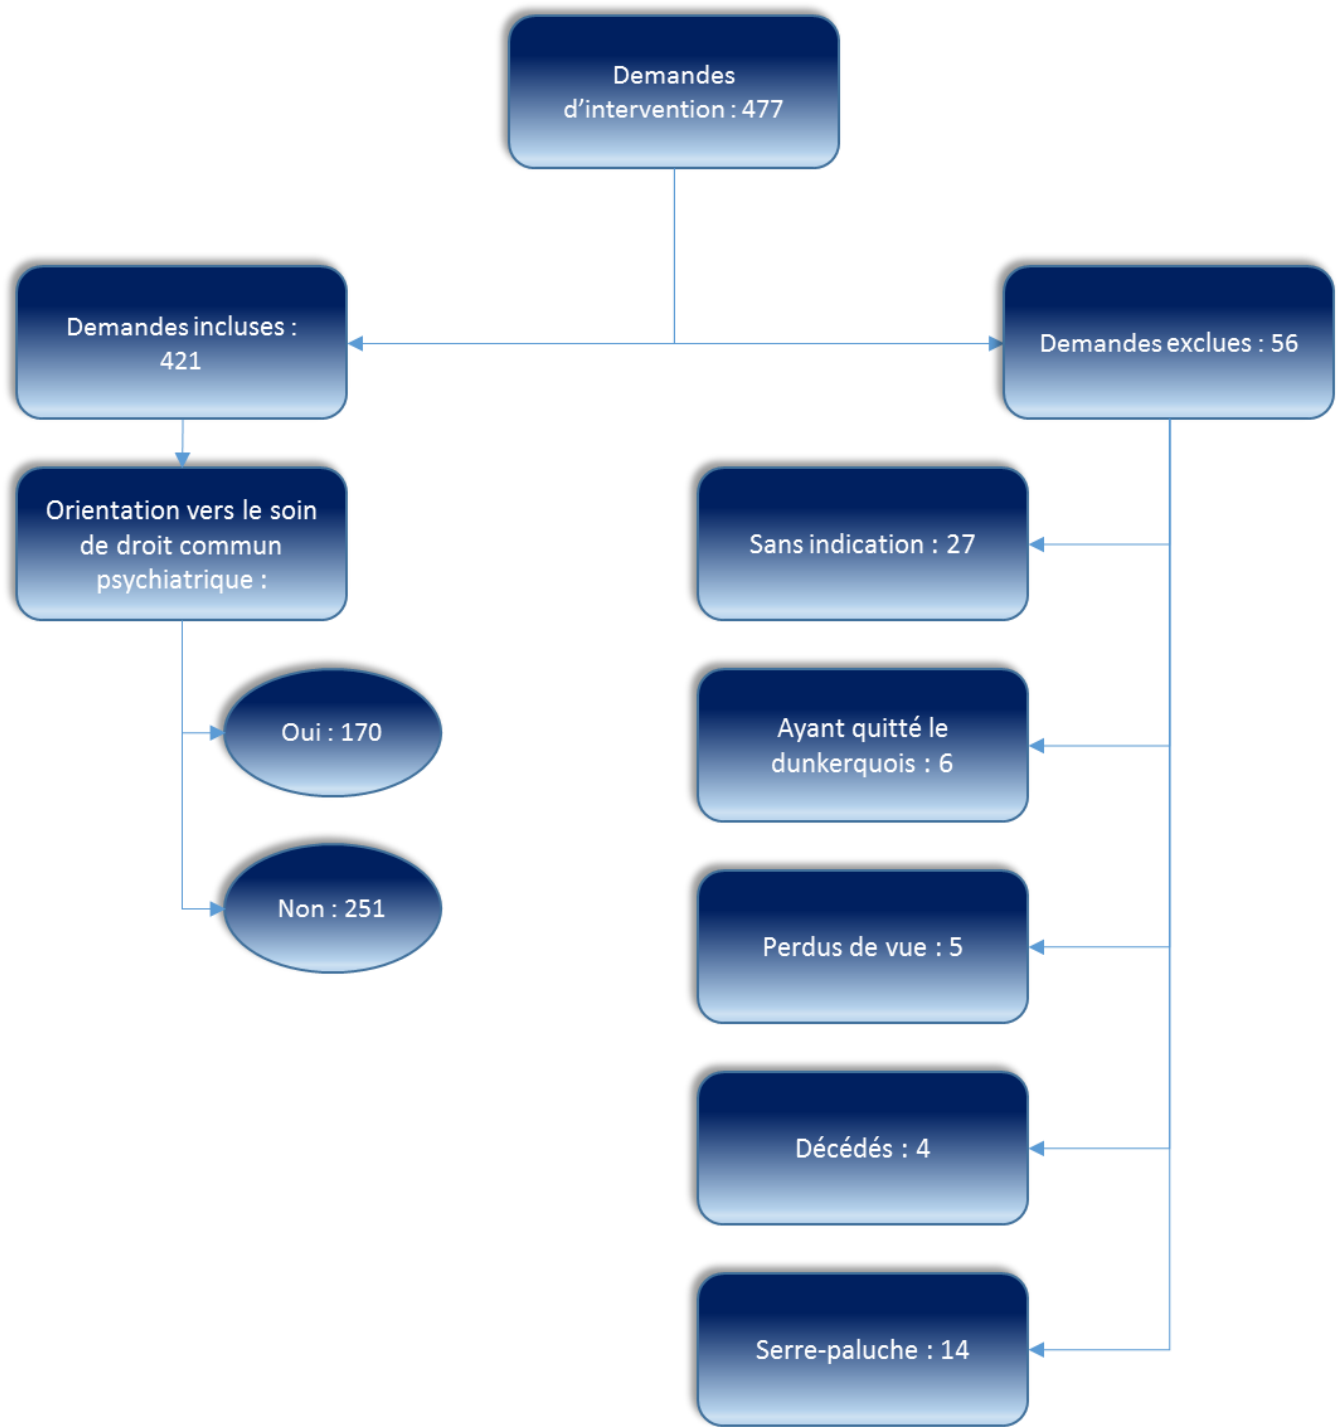 Demandes
d’intervention : 477
Demandes incluses :
421
Demandes exclues : 56
Orientation vers le soin
de droit commun
psychiatrique :
Sans indication : 27
Oui : 170
Ayant quitté le
dunkerquois : 6
Non : 251
Perdus de vue : 5
Décédés : 4
Serre-paluche : 14